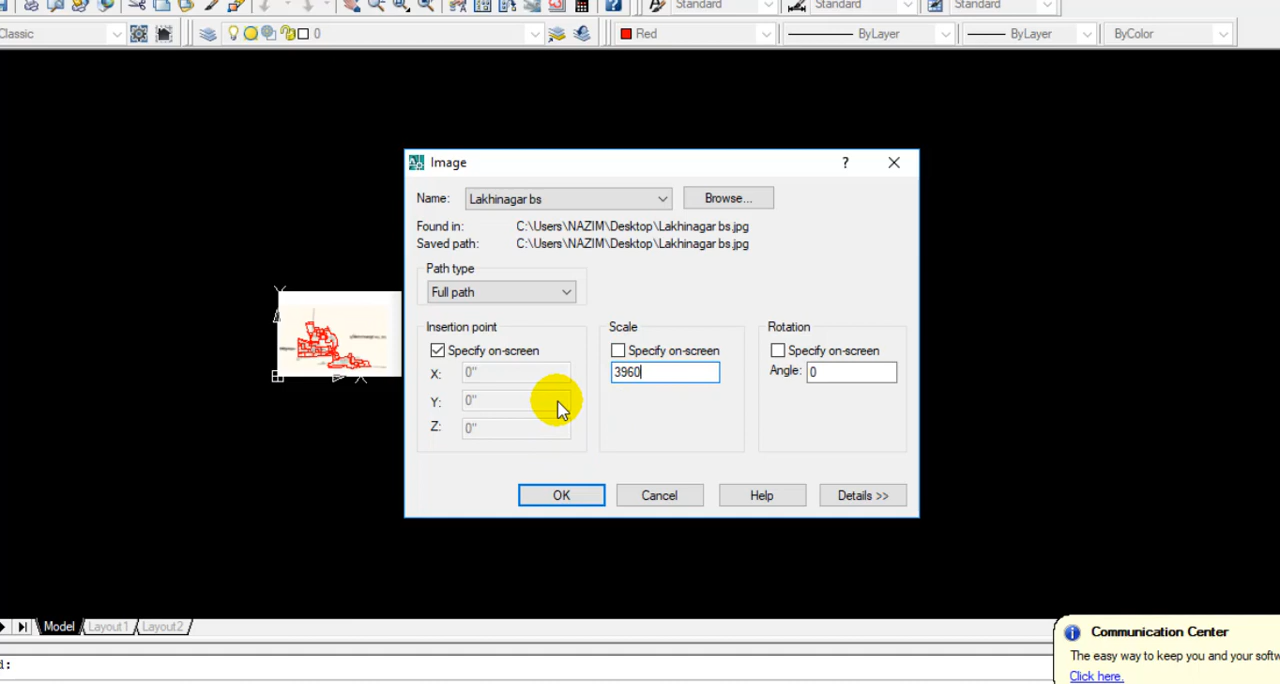 Standard
Standard
Standard
Classic
0
Red
ByLayer
ByLayer
ByColor
Image
?
Name:
Lakhinagar bs
Browse...
Found in:
C:\Users\NAZIM\Desktop\Lakhinagar bs.jpg
Saved path:
C:\Users\NAZIM\Desktop\Lakhinagar bs.jpg
Path type
Full path
Insertion point
Scale
Rotation
Specify on-screen
Specify on-screen
Specify on-screen
X:
0"
3960
Angle:
0
Y:
0"
Z:
0"
OK
Cancel
Help
Details >>
Y
X
Model
Layout1
Layout2
Communication Center
The easy way to keep you and your softw
Click here.
d: